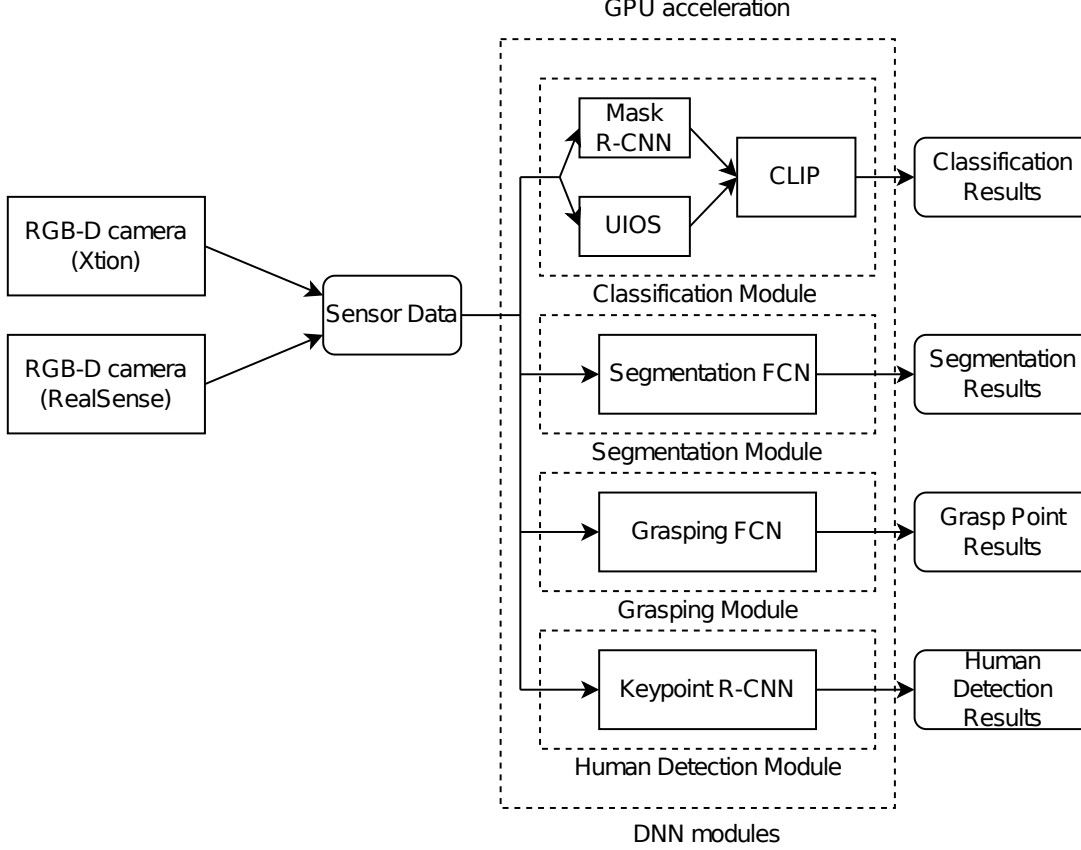 GPU acceleration
Mask
R-CNN
UIOS
CLIP
Classification
Results
Classification Module
RGB-D camera
(Xtion)
RGB-D camera
(RealSense)
Sensor Data
Segmentation FCN
Segmentation
Results
Segmentation Module
Grasping FCN
Grasp Point
Results
Grasping Module
Keypoint R-CNN
Human
Detection
Results
Human Detection Module
DNN modules